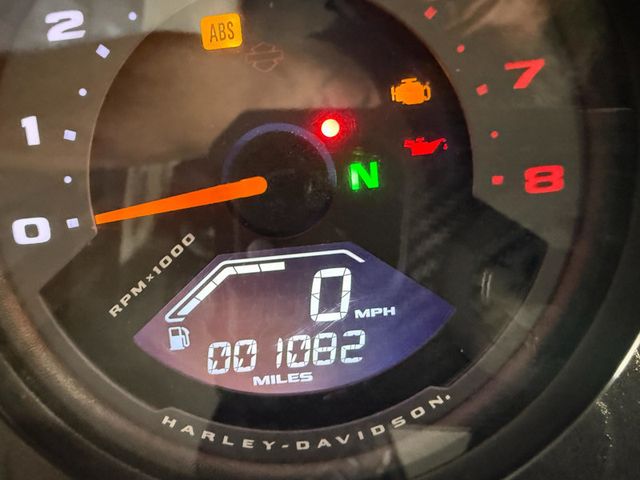 2
ABS
7
1
N
8
0
RPM×1000
0 MPH
001082
MILES
HARLEY-DAVIDSON.